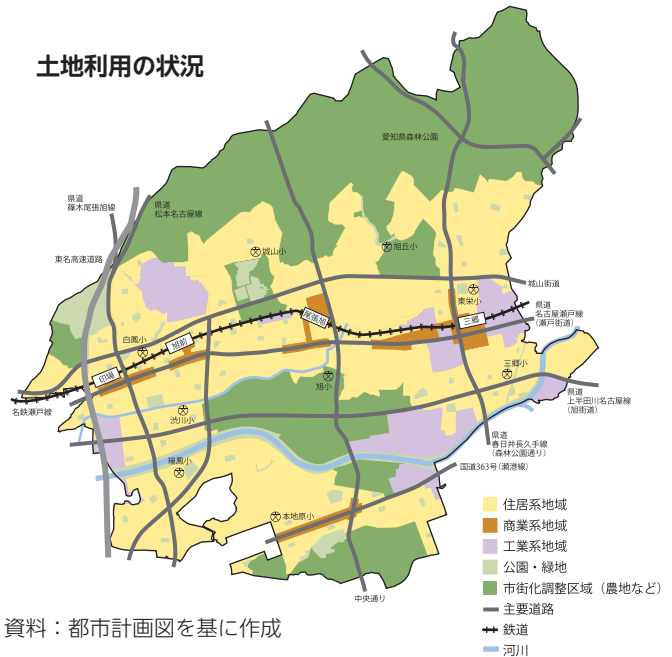 土地利用の状況
愛知県森林公園
県道
篠木尾張旭線
県道
松本名古屋線
東名高速道路
城山小
旭丘小
城山街道
東栄小
県道
名古屋瀬戸線
（瀬戸街道）
尾張旭
三郷
白鳳小
旭前
印場
三郷小
旭小
名鉄瀬戸線
渋川小
県道
上半田川名古屋線
（旭街道）
県道
春日井長久手線
（森林公園通り）
瑞鳳小
国道363号（瀬港線）
本地原小
中央通り
住居系地域
商業系地域
工業系地域
公園・緑地
市街化調整区域（農地など）
主要道路
鉄道
河川
資料：都市計画図を基に作成